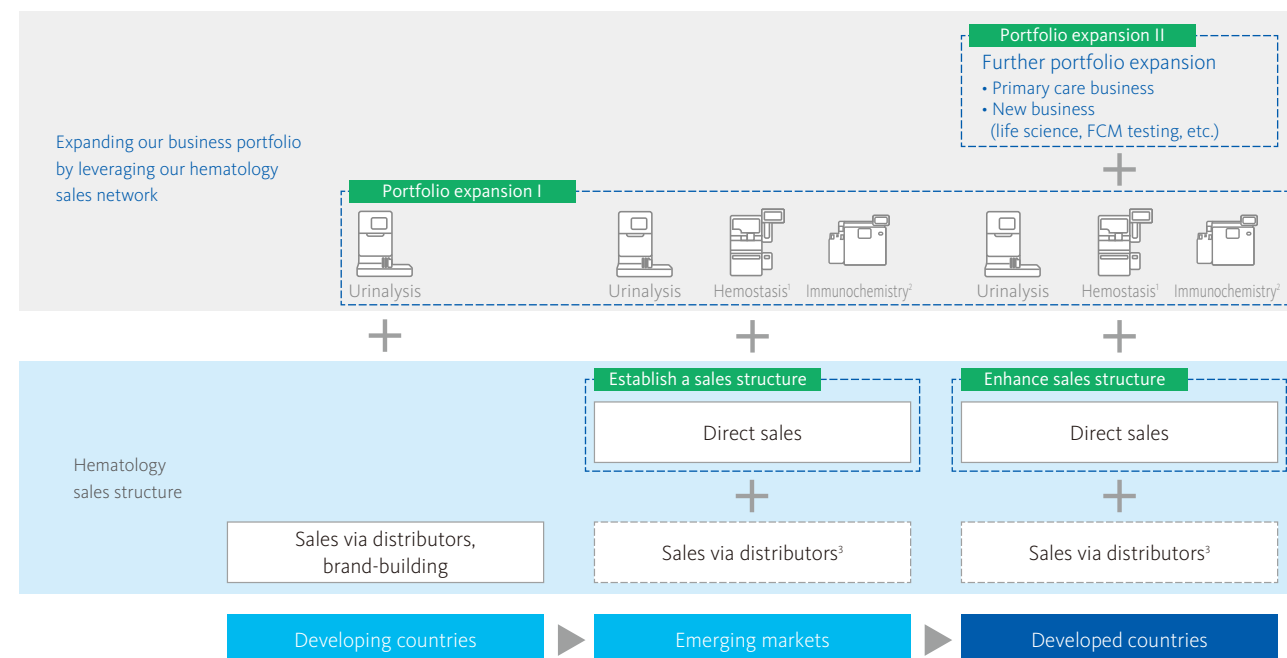 Portfolio expansion II
Further portfolio expansion
• Primary care business
• New business
(life science, FCM testing, etc.)
Expanding our business portfolio
by leveraging our hematology
sales network
Portfolio expansion I
Urinalysis
Urinalysis
Hemostasis¹
Immunochemistry²
Urinalysis
Hemostasis¹
Immunochemistry²
Establish a sales structure
Enhance sales structure
Direct sales
Direct sales
Hematology
sales structure
Sales via distributors,
brand-building
Sales via distributors³
Sales via distributors³
Developing countries
Emerging markets
Developed countries